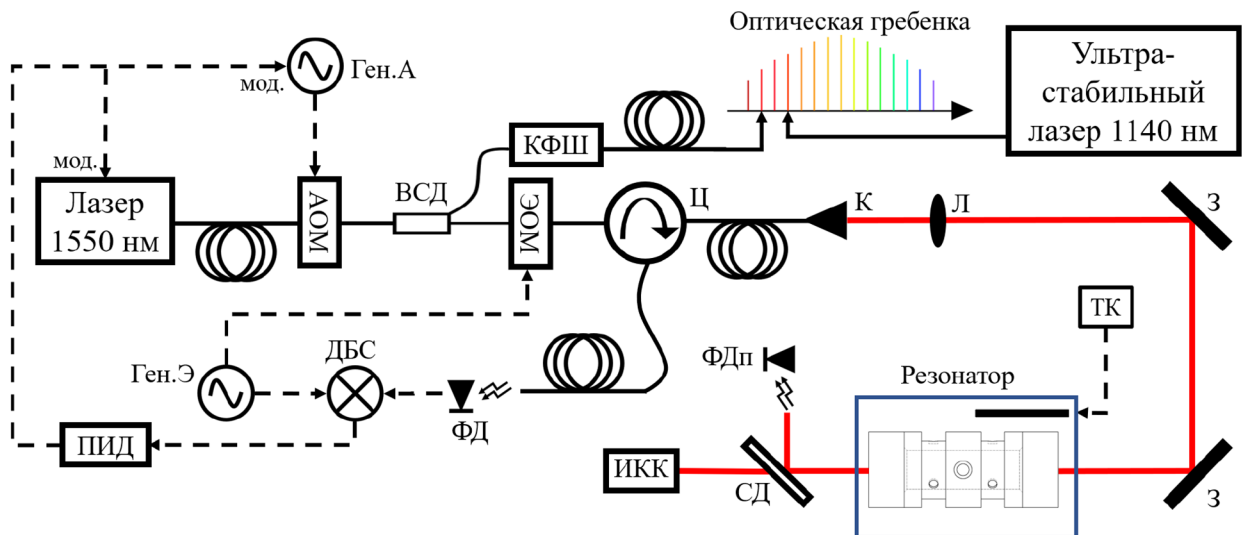 Оптическая гребенка
Ультра-
стабильный
лазер 1140 нм
Ген.А
мод.
КФШ
мод.
Лазер
1550 нм
АОМ
ВСД
ЭОМ
Ц
К
Л
З
ТК
ДБС
Ген.Э
ФД
ФДп
Резонатор
ПИД
ИКК
СД
З